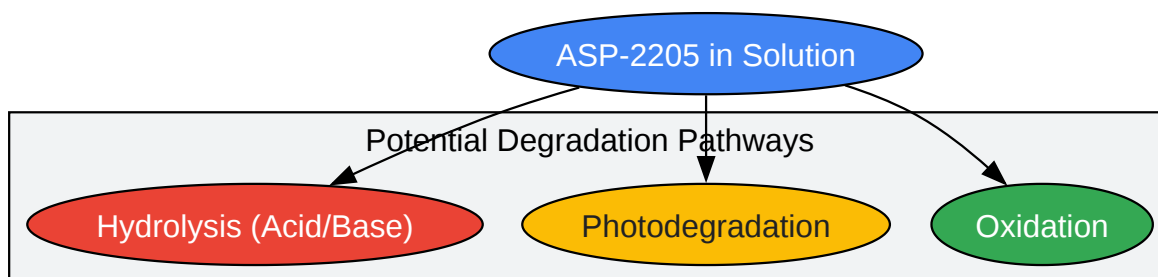 ASP-2205 in Solution
Potential Degradation Pathways
Hydrolysis (Acid/Base)
Photodegradation
Oxidation